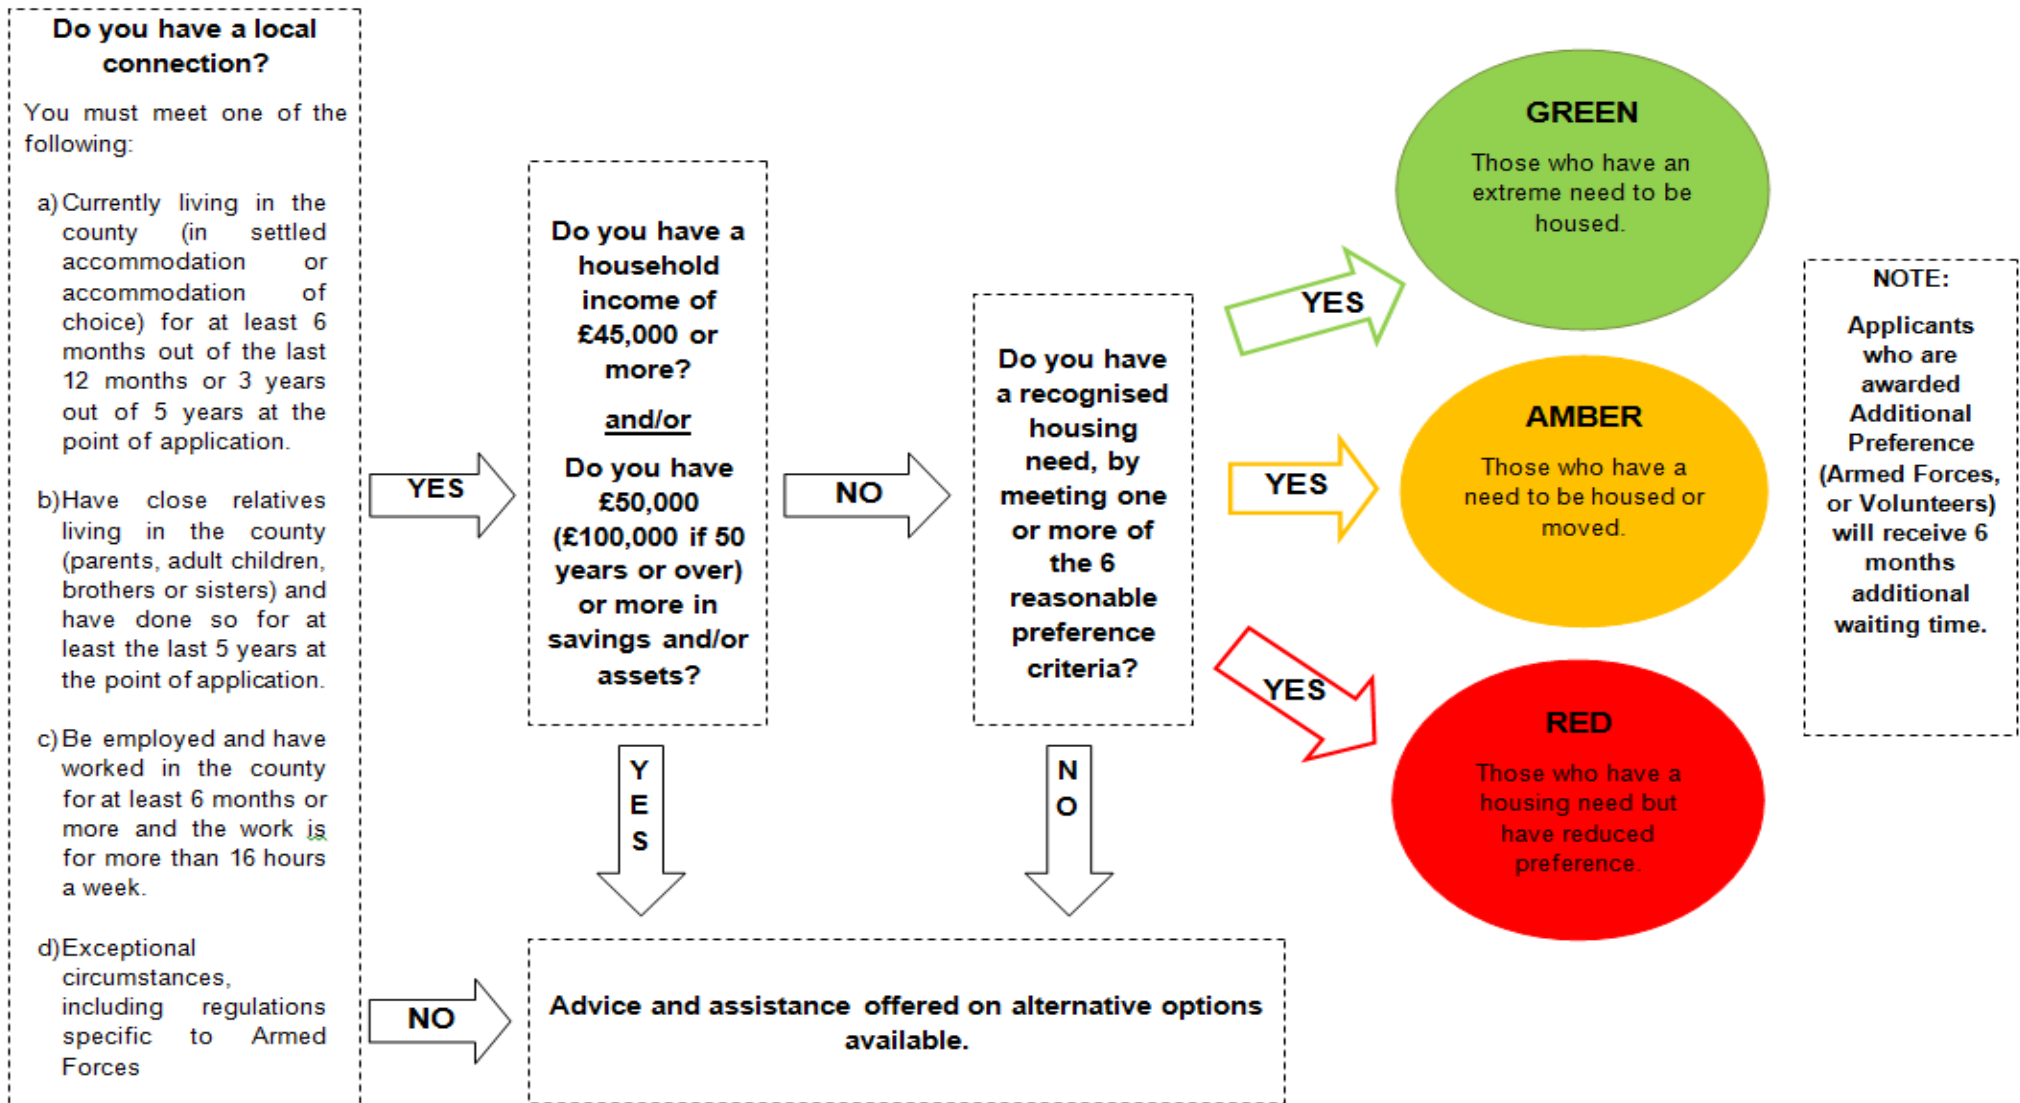 Do you have a local
connection?
You must meet one of the
following:
a) Currently living in the
county (in settled
accommodation or
accommodation of
choice) for at least 6
months out of the last
12 months or 3 years
out of 5 years at the
point of application.
b) Have close relatives
living in the county
(parents, adult children,
brothers or sisters) and
have done so for at
least the last 5 years at
the point of application.
c) Be employed and have
worked in the county
for at least 6 months or
more and the work is
for more than 16 hours
a week.
d) Exceptional
circumstances,
including regulations
specific to Armed
Forces
YES
NO
Do you have a
household
income of
£45,000 or
more?
and/or
Do you have
£50,000
(£100,000 if 50
years or over)
or more in
savings and/or
assets?
Y
E
S
NO
Do you have
a recognised
housing
need, by
meeting one
or more of
the 6
reasonable
preference
criteria?
N
O
Advice and assistance offered on alternative options
available.
YES
GREEN
Those who have an
extreme need to be
housed.
YES
AMBER
Those who have a
need to be housed or
moved.
YES
RED
Those who have a
housing need but
have reduced
preference.
NOTE:
Applicants
who are
awarded
Additional
Preference
(Armed Forces,
or Volunteers)
will receive 6
months
additional
waiting time.